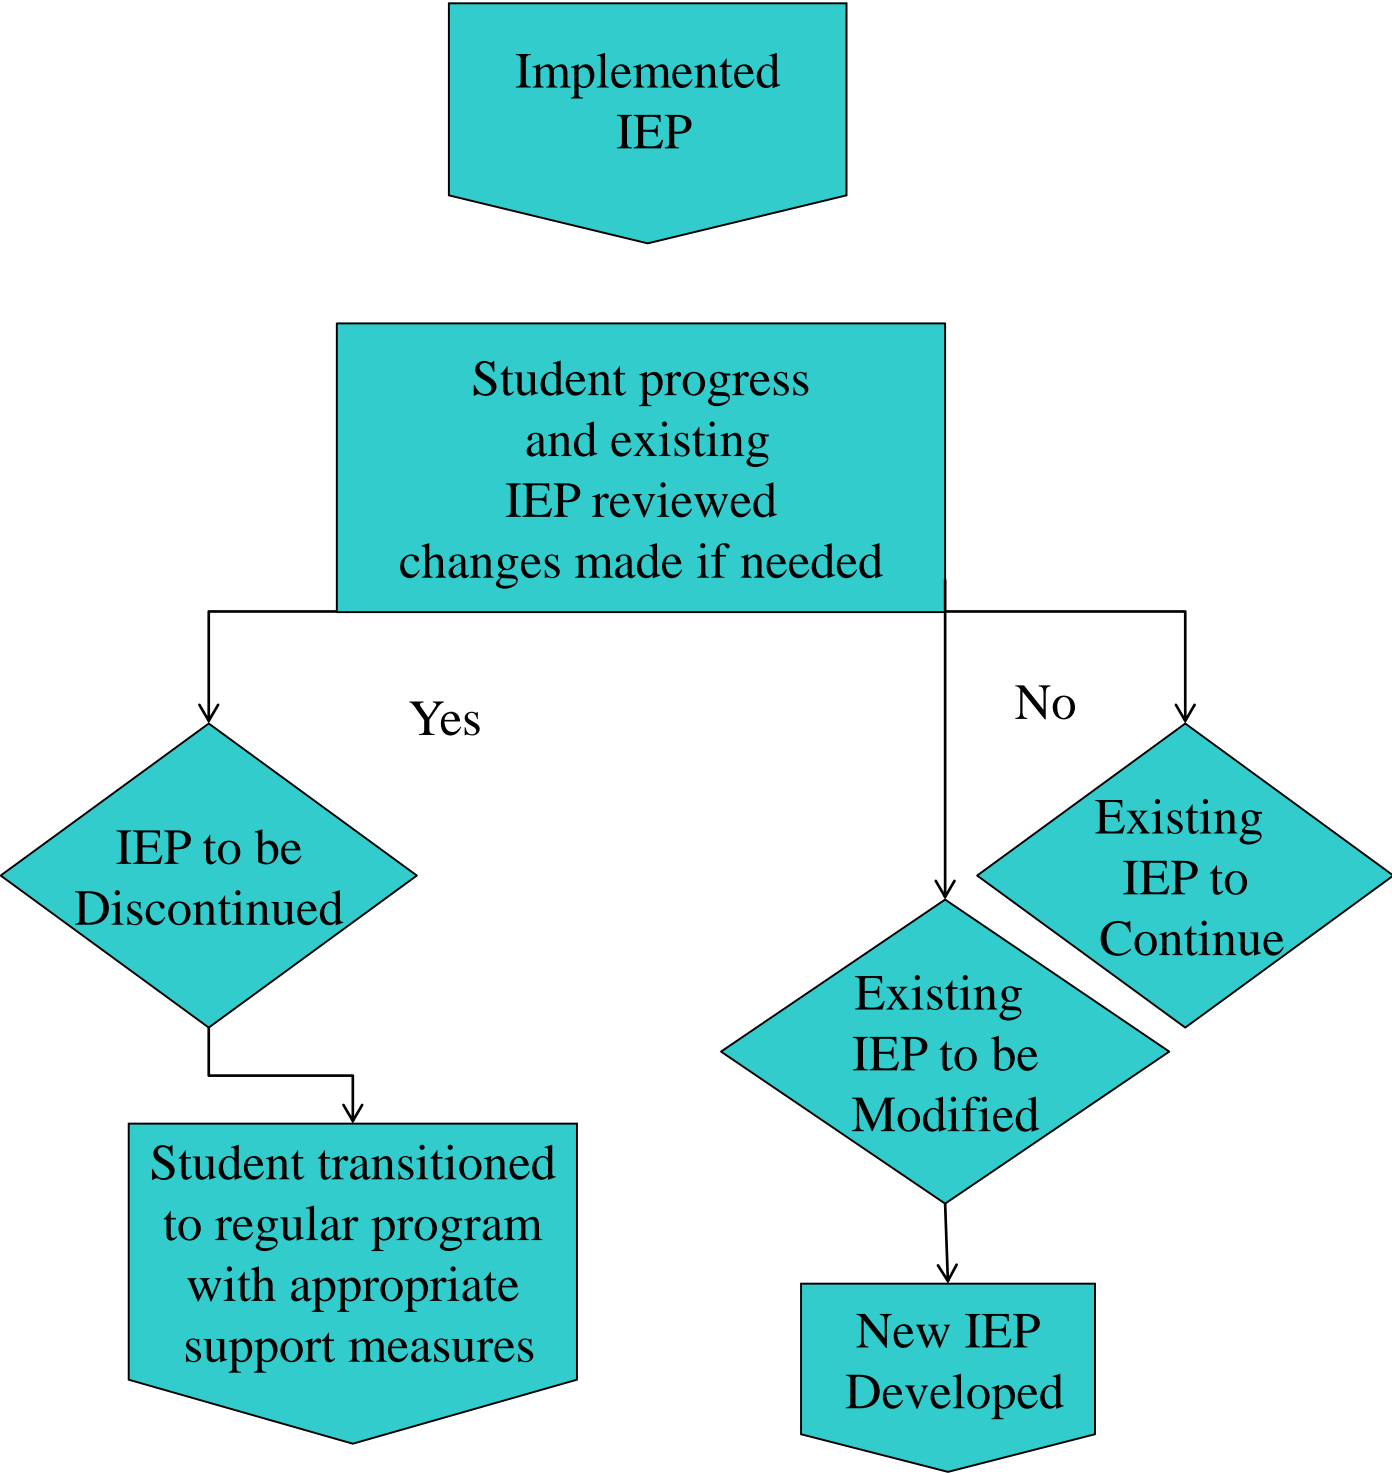 Implemented
IEP
Student progress
and existing
IEP reviewed
changes made if needed
Yes
No
IEP to be
Discontinued
Existing
IEP to
Continue
Existing
IEP to be
Modified
Student transitioned
to regular program
with appropriate
support measures
New IEP
Developed